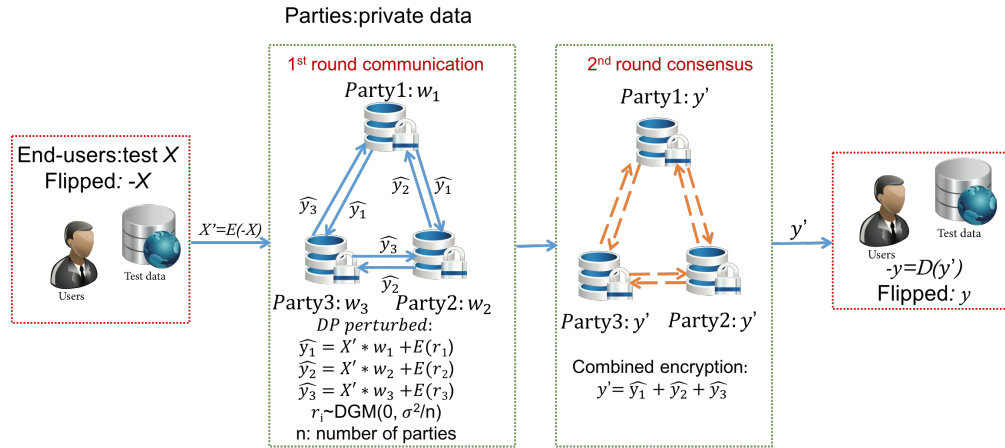 Parties:private data
End-users:test X
Flipped: -X
Users
Test data
X'=E(-X)
1st round communication
Party1: w₁
ŷ₃
ŷ₁
ŷ₂
ŷ₁
ŷ₃
ŷ₂
Party3: w₃
Party2: w₂
DP perturbed:
ŷ₁ = X' * w₁ +E(r₁)
ŷ₂ = X' * w₂ +E(r₂)
ŷ₃ = X' * w₃ +E(r₃)
rᵢ~DGM(0, σ²/n)
n: number of parties
2nd round consensus
Party1: y'
Party3: y'
Party2: y'
Combined encryption:
y'= ŷ₁ + ŷ₂ + ŷ₃
y'
Users
Test data
-y=D(y')
Flipped: y